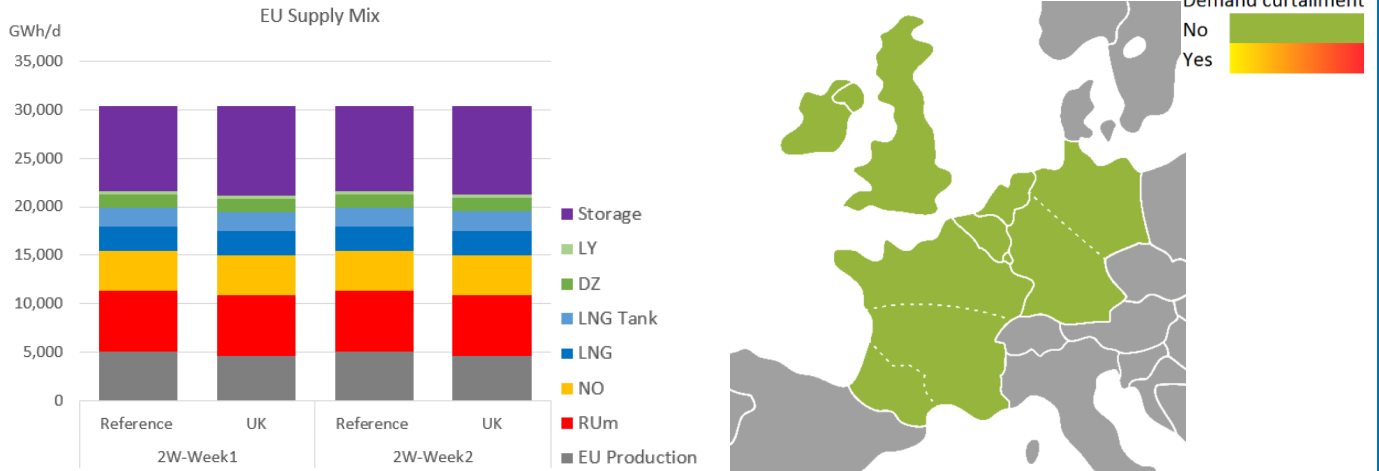 EU Supply Mix
GWh/d
35,000
30,000
25,000
20,000
15,000
10,000
5,000
0
Reference UK Reference UK
2W-Week1 2W-Week2
Storage
LY
DZ
LNG Tank
LNG
NO
RUm
EU Production
Demand curtailment
No
Yes